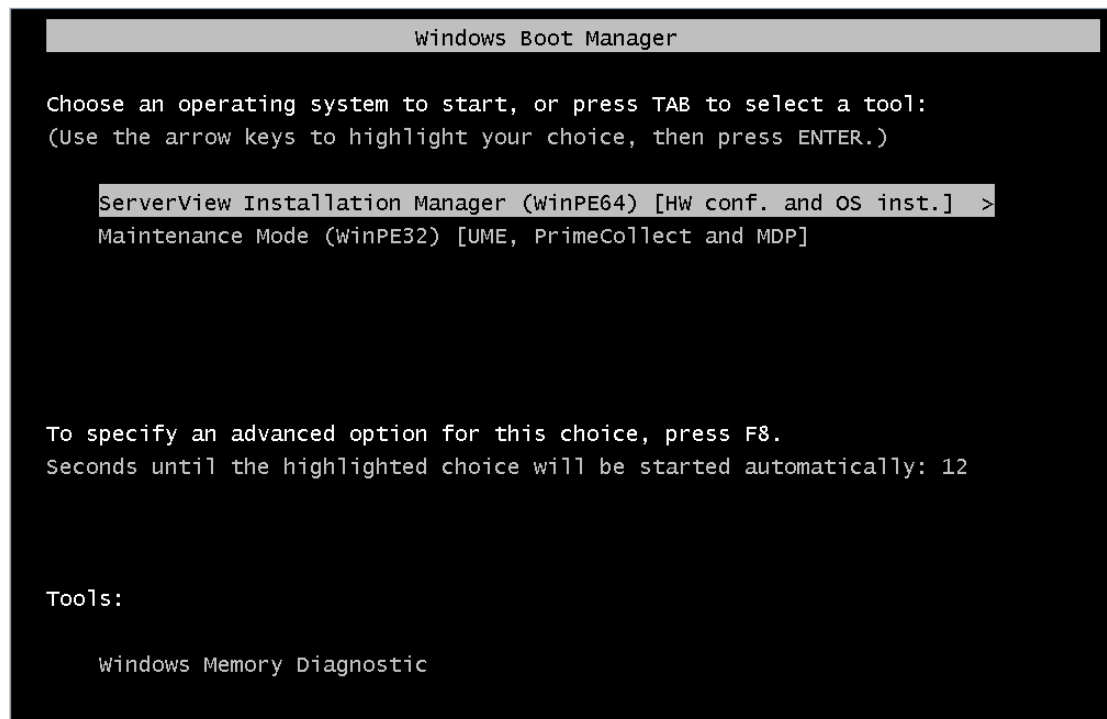 Windows Boot Manager
Choose an operating system to start, or press TAB to select a tool:
(Use the arrow keys to highlight your choice, then press ENTER.)
ServerView Installation Manager (WinPE64) [HW conf. and OS inst.] >
Maintenance Mode (WinPE32) [UME, PrimeCollect and MDP]
To specify an advanced option for this choice, press F8.
Seconds until the highlighted choice will be started automatically: 12
Tools:
Windows Memory Diagnostic